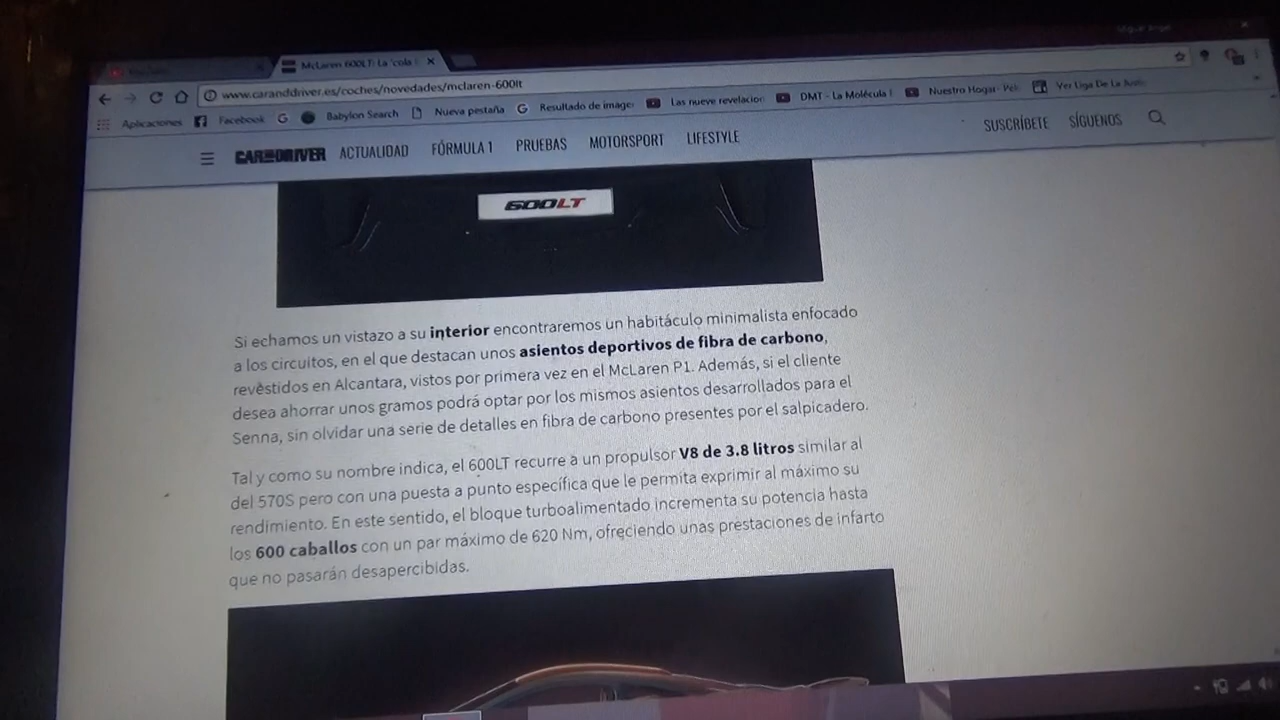 McLaren 600LT: La 'cola
www.caranddriver.es/coches/novedades/mclaren-600lt
Aplicaciones Facebook Babylon Search Nueva pestaña Resultado de image Las nueve revelacion DMT - La Molécula Nuestro Hogar- Pelí Ver Liga De La
CAR AND DRIVER ACTUALIDAD FÓRMULA 1 PRUEBAS MOTORSPORT LIFESTYLE SUSCRÍBETE SÍGUENOS
600LT
Si echamos un vistazo a su interior encontraremos un habitáculo minimalista enfocado
a los circuitos, en el que destacan unos asientos deportivos de fibra de carbono,
revestidos en Alcantara, vistos por primera vez en el McLaren P1. Además, si el cliente
desea ahorrar unos gramos podrá optar por los mismos asientos desarrollados para el
Senna, sin olvidar una serie de detalles en fibra de carbono presentes por el salpicadero.
Tal y como su nombre indica, el 600LT recurre a un propulsor V8 de 3.8 litros similar al
del 570S pero con una puesta a punto específica que le permita exprimir al máximo su
rendimiento. En este sentido, el bloque turboalimentado incrementa su potencia hasta
los 600 caballos con un par máximo de 620 Nm, ofreciendo unas prestaciones de infarto
que no pasarán desapercibidas.